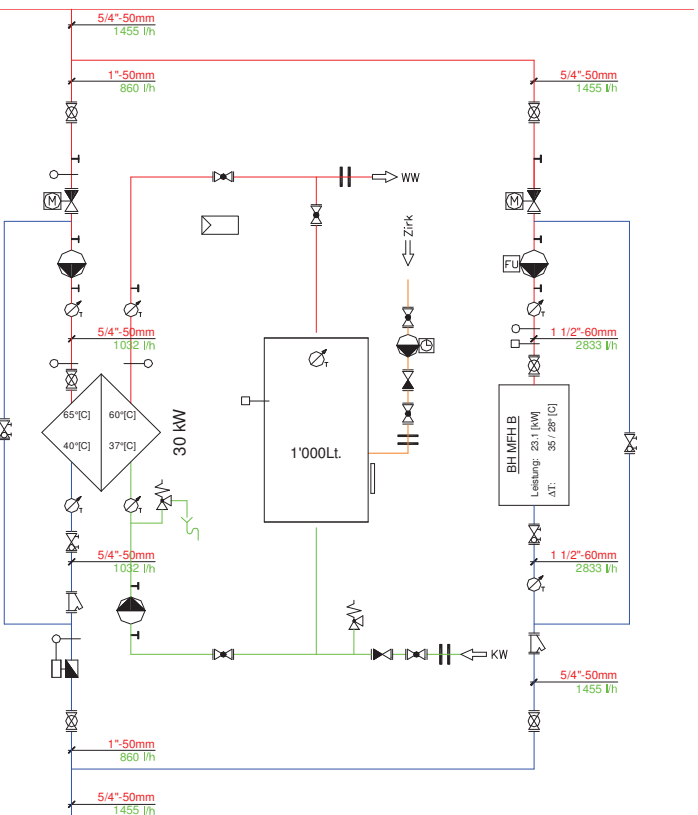 5/4"-50mm
1455 l/h
1"-50mm
860 l/h
5/4"-50mm
1455 l/h
M
WW
M
Zirk
FU
T
T
T
5/4"-50mm
1032 l/h
1 1/2"-60mm
2833 l/h
T
65°[C]
60°[C]
40°[C]
37°[C]
30 kW
1'000Lt.
BH MFH B
Leistung: 23.1 [kW]
ΔT: 35 / 28° [C]
T
T
5/4"-50mm
1032 l/h
1 1/2"-60mm
2833 l/h
T
KW
5/4"-50mm
1455 l/h
1"-50mm
860 l/h
5/4"-50mm
1455 l/h